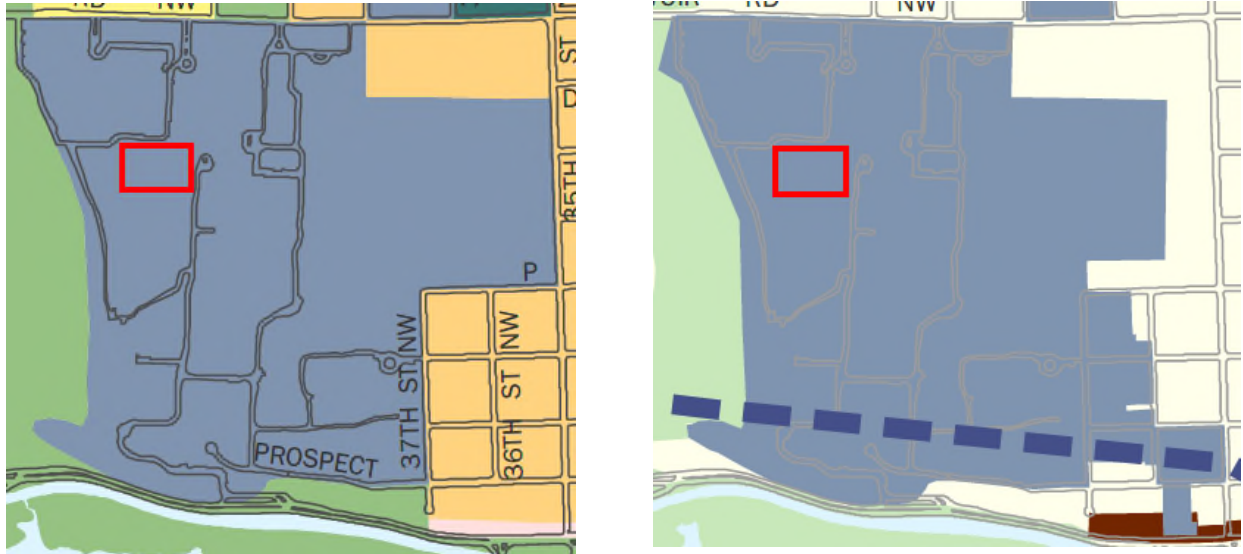 RD NW
ST
D
35TH
P
37TH ST NW
36TH ST NW
PROSPECT
RD
NW